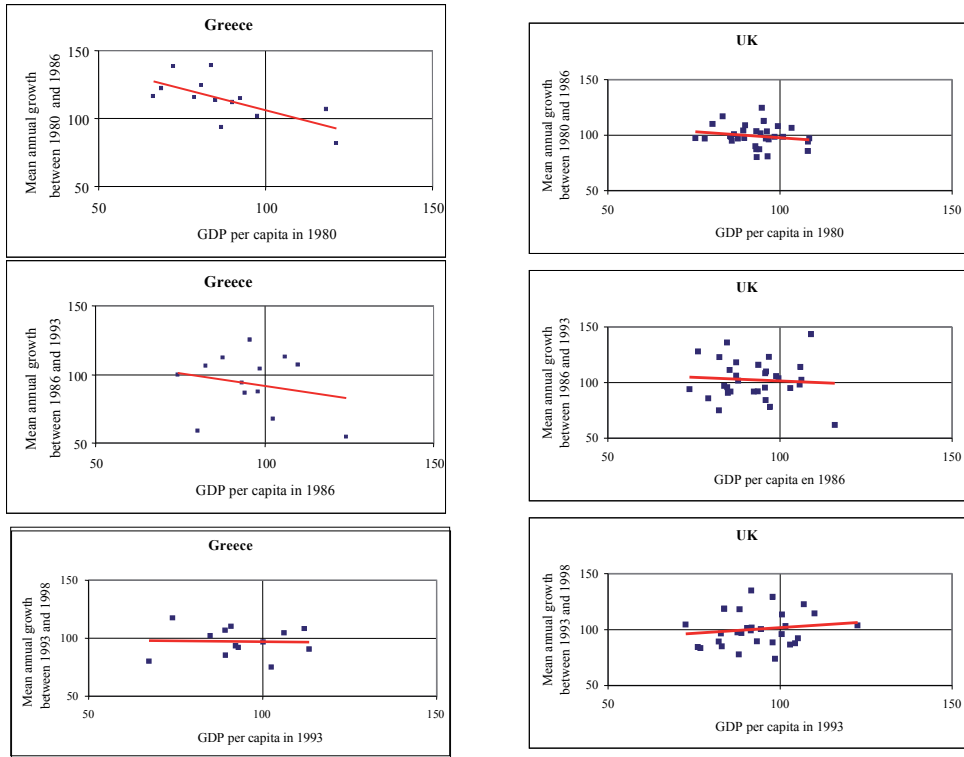 Greece
Mean annual growth
between 1980 and 1986
150
100
50
50
100
150
GDP per capita in 1980
UK
Mean annual growth
between 1980 and 1986
150
100
50
50
100
150
GDP per capita in 1980
Greece
Mean annual growth
between 1986 and 1993
150
100
50
50
100
150
GDP per capita in 1986
UK
Mean annual growth
between 1986 and 1993
150
100
50
50
100
150
GDP per capita en 1986
Greece
Mean annual growth
between 1993 and 1998
150
100
50
50
100
150
GDP per capita in 1993
UK
Mean annual growth
between 1993 and 1998
150
100
50
50
100
150
GDP per capita in 1993